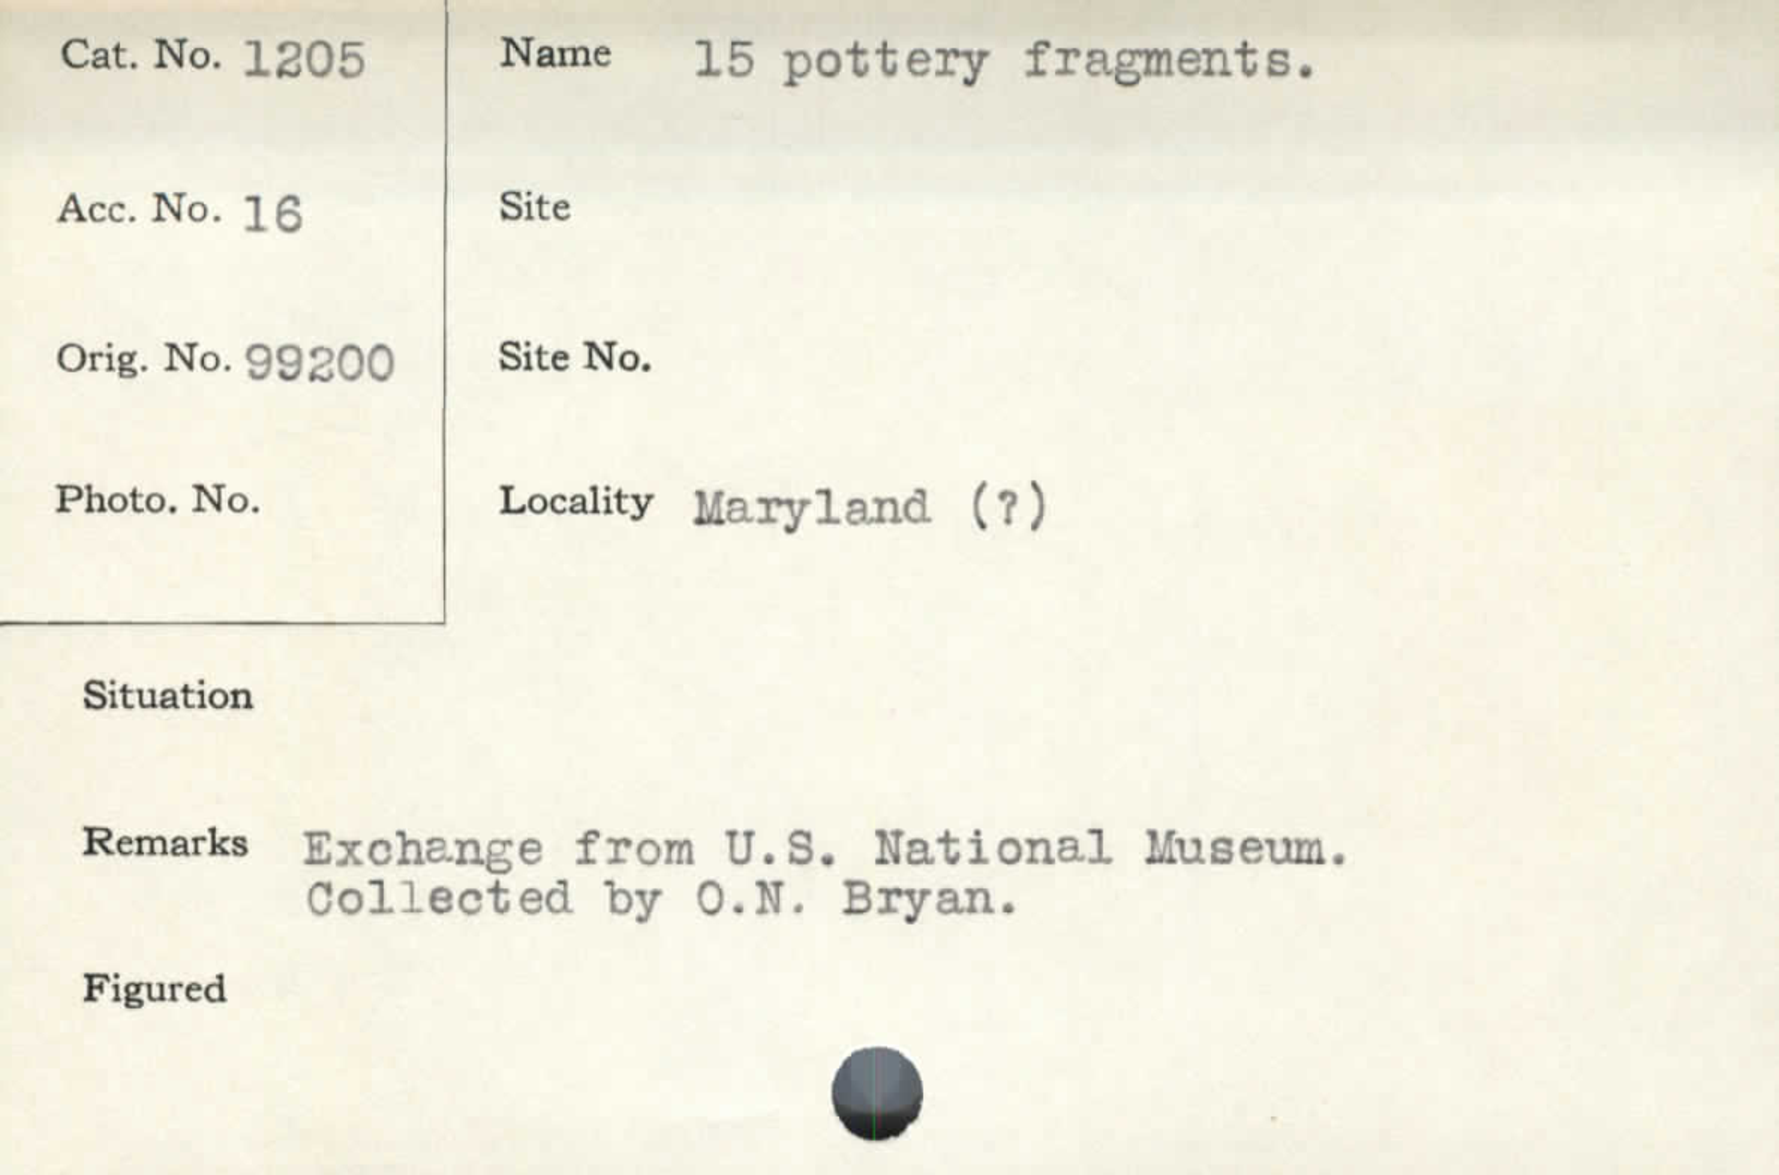 Cat. No. 1205
Name 15 pottery fragments.
Acc. No. 16
Site
Orig. No. 99200
Site No.
Photo. No.
Locality Maryland (?)
Situation
Remarks Exchange from U.S. National Museum.
Collected by O.N. Bryan.
Figured